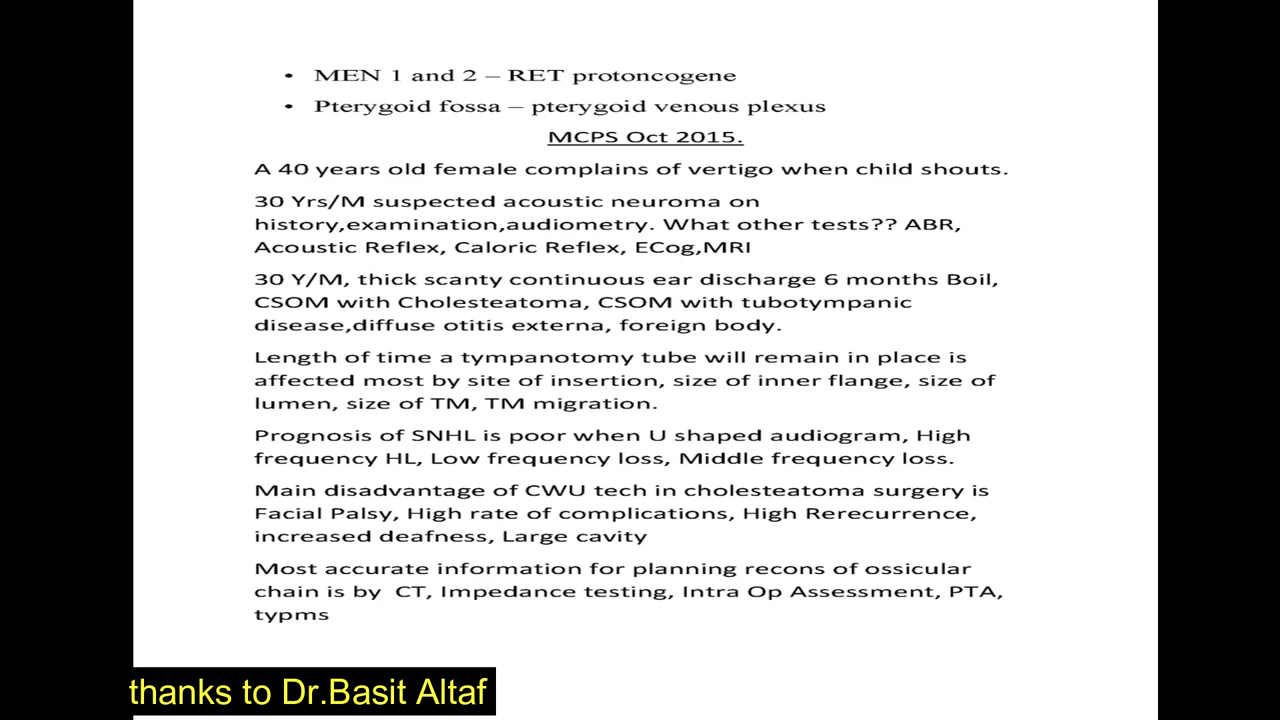 • MEN 1 and 2 – RET protoncogene
• Pterygoid fossa – pterygoid venous plexus
MCPS Oct 2015.
A 40 years old female complains of vertigo when child shouts.
30 Yrs/M suspected acoustic neuroma on
history,examination,audiometry. What other tests?? ABR,
Acoustic Reflex, Caloric Reflex, ECog,MRI
30 Y/M, thick scanty continuous ear discharge 6 months Boil,
CSOM with Cholesteatoma, CSOM with tubotympanic
disease,diffuse otitis externa, foreign body.
Length of time a tympanotomy tube will remain in place is
affected most by site of insertion, size of inner flange, size of
lumen, size of TM, TM migration.
Prognosis of SNHL is poor when U shaped audiogram, High
frequency HL, Low frequency loss, Middle frequency loss.
Main disadvantage of CWU tech in cholesteatoma surgery is
Facial Palsy, High rate of complications, High Rerecurrence,
increased deafness, Large cavity
Most accurate information for planning recons of ossicular
chain is by  CT, Impedance testing, Intra Op Assessment, PTA,
typms
thanks to Dr.Basit Altaf